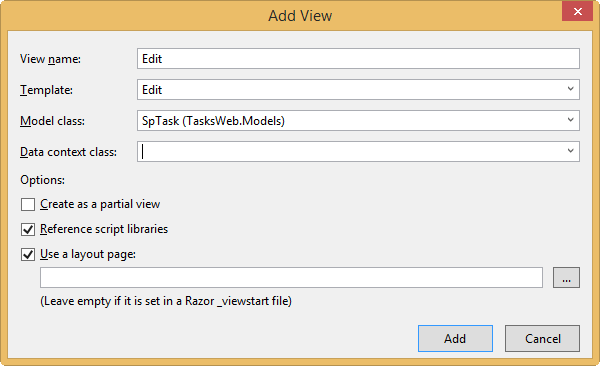 Add View
View name: Edit
Template: Edit
Model class: SpTask (TasksWeb.Models)
Data context class:
Options:
Create as a partial view
Reference script libraries
Use a layout page:
...
(Leave empty if it is set in a Razor _viewstart file)
Add Cancel